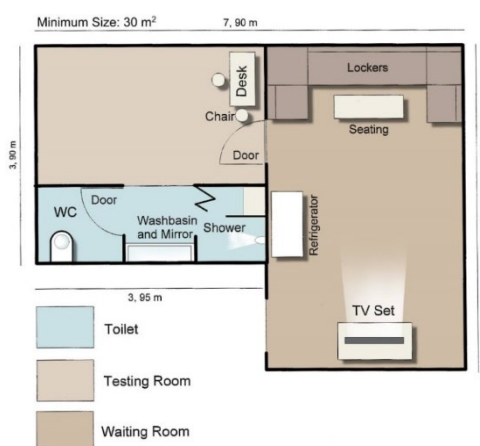 Minimum Size: 30 m²
7, 90 m
Desk
Lockers
Chair
Seating
Door
3, 90 m
WC
Door
Washbasin
and Mirror
Shower
Refrigerator
3, 95 m
TV Set
Toilet
Testing Room
Waiting Room